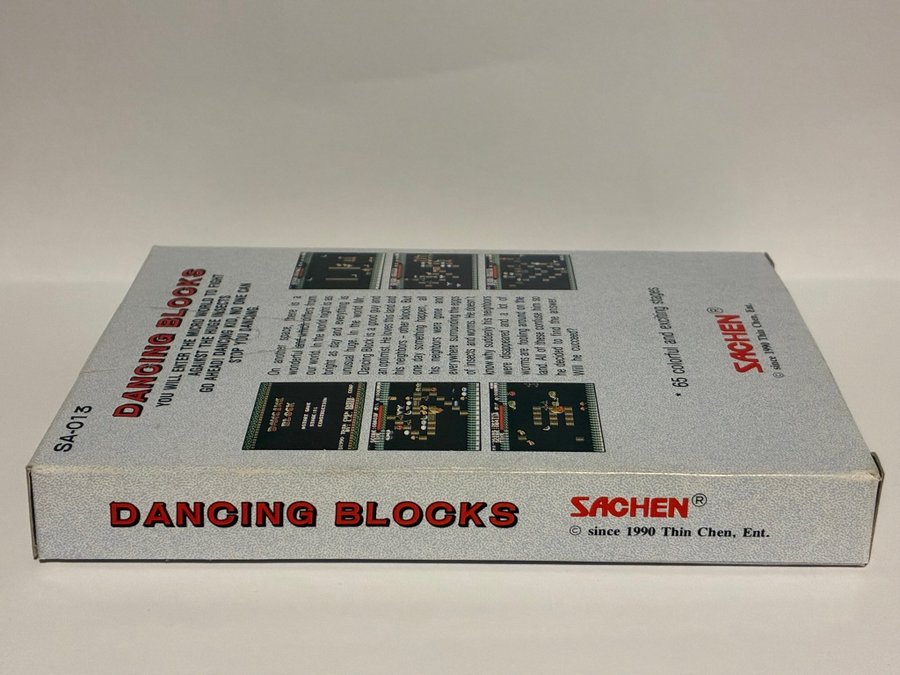 SA-013
DANCING BLOCKS
YOU WILL ENTER THE MICRO WORLD TO FIGHT
AGAINST THE HUGE INSECTS
GO AHEAD! DANCING KID, NO ONE CAN
STOP YOU DANCING.
On another space, there is a
wonderful land which differs from
our world. In the world light is as
bright as day and everything is
unusual huge. In the world Mr.
Dancing Block is a good guy and
an optimist. He loves this land and
his neighbors - other blocks. But
one day something happer, all
his neighbors were gone and
everywhere surrounding the eggs
of insects and worms. He doesn't
know why suddenly his neighbors
were disappeared and a lot of
worms are flouling around on the
land. All of these confuse him so
he decided to find the answer.
Will he succeed?
DANCING
BLOCK
* 65 colorful and exciting stages
SACHEN®
© since 1990 Thin Chen, Ent.
DANCING BLOCKS
SACHEN®
© since 1990 Thin Chen, Ent.